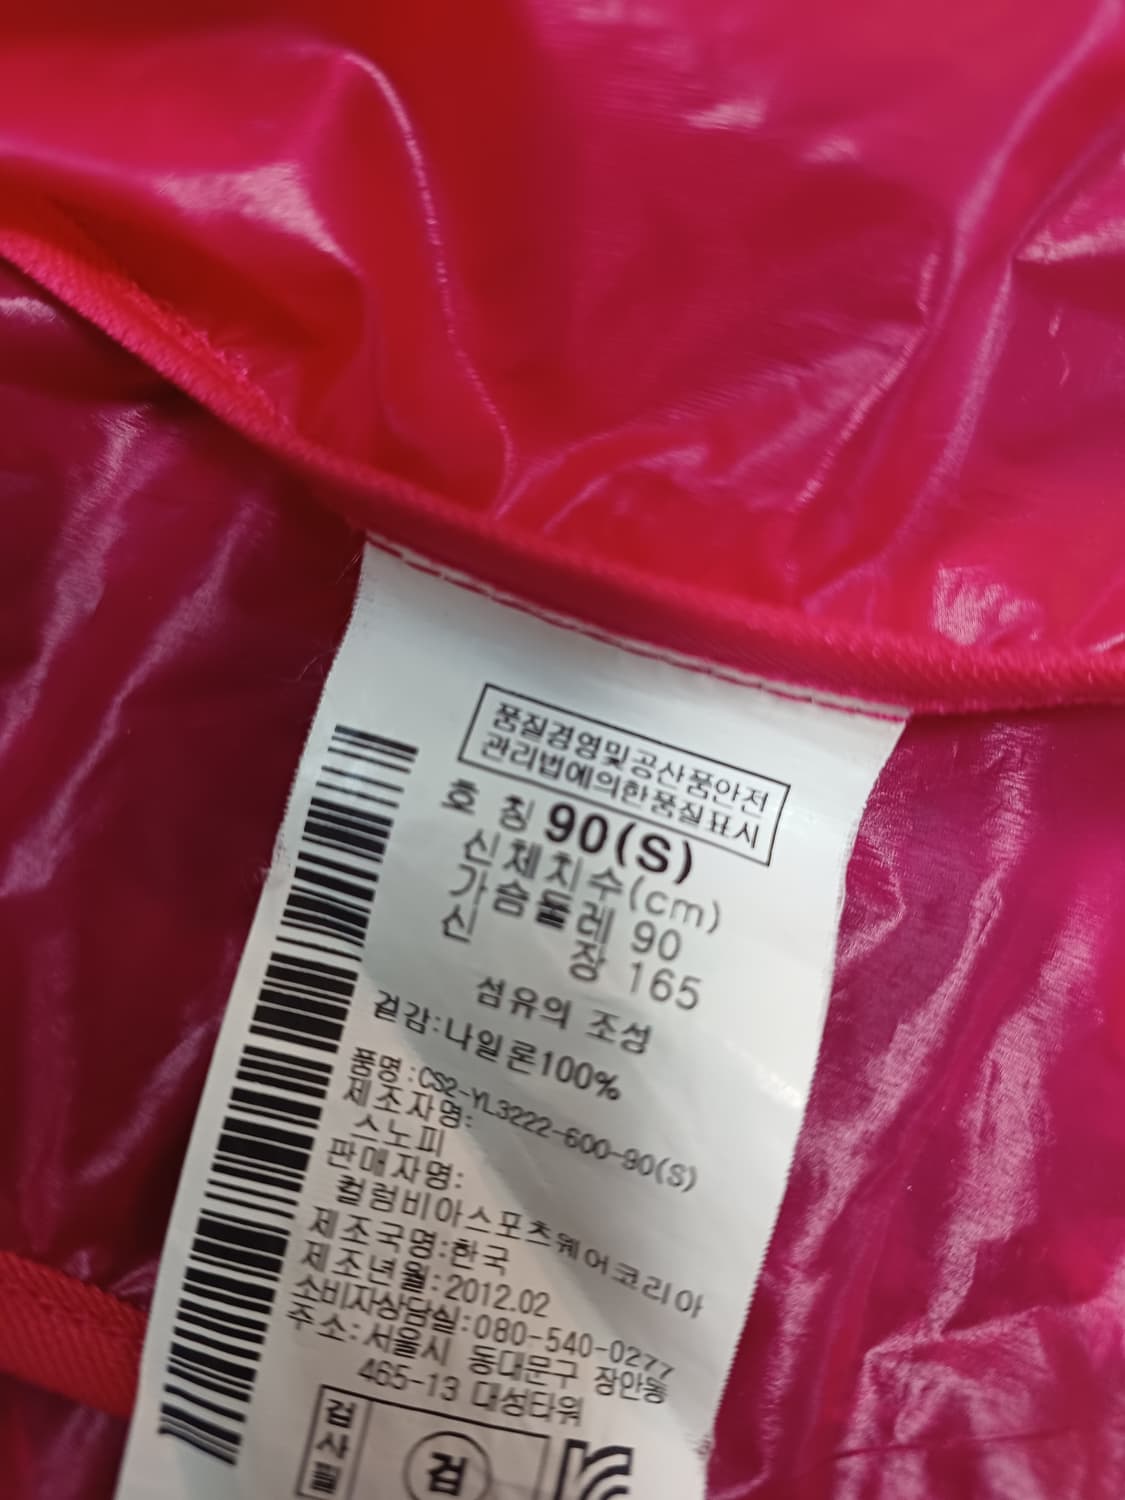 품질경영및공산품안전
관리법에의한품질표시
호 칭 90(S)
신체치수(cm)
가슴둘레 90
신 장 165
섬유의 조성
겉감:나일론100%
품명:CS2-YL3222-600-90(S)
제조자명:
스노피
판매자명:
컬럼비아스포츠웨어코리아
제조국명:한국
제조년월:2012.02
소비자상담실:080-540-0277
주소:서울시 동대문구 장안동
465-13 대성타워
검사필
검